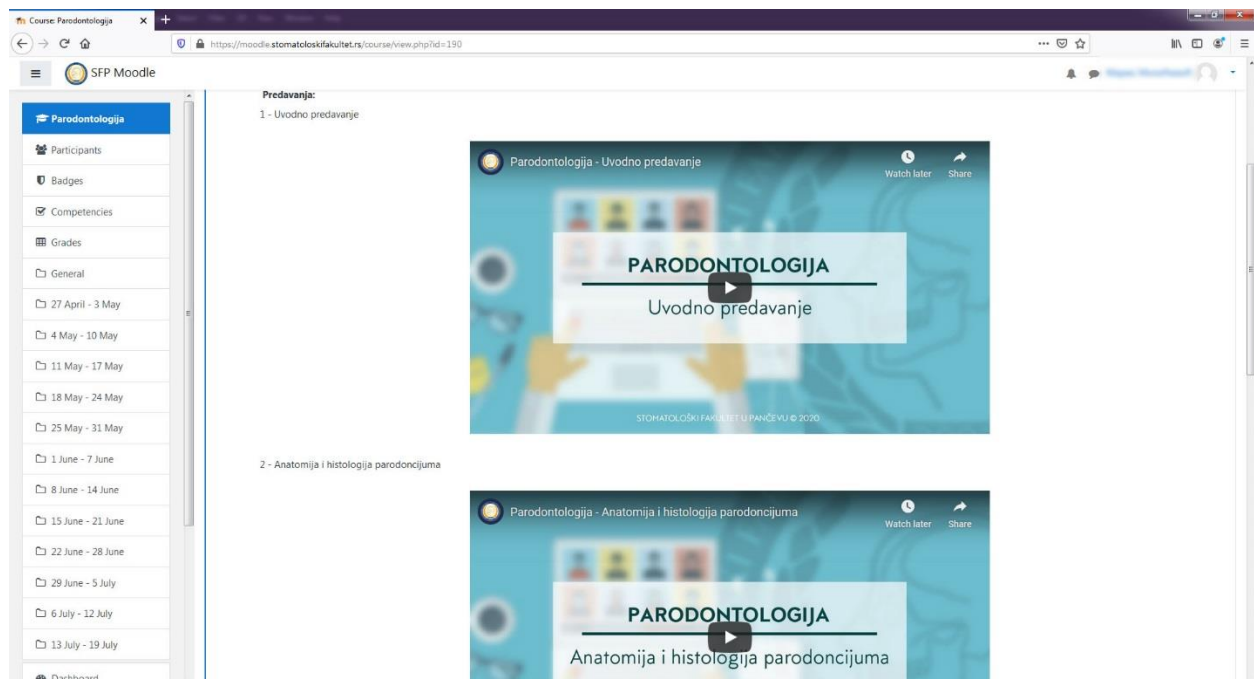 Course: Parodontologija
https://moodle.stomatoloskifakultet.rs/course/view.php?id=190
SFP Moodle
Parodontologija
Participants
Badges
Competencies
Grades
General
27 April - 3 May
4 May - 10 May
11 May - 17 May
18 May - 24 May
25 May - 31 May
1 June - 7 June
8 June - 14 June
15 June - 21 June
22 June - 28 June
29 June - 5 July
6 July - 12 July
13 July - 19 July
Dashboard
Predavanja:
1 - Uvodno predavanje
Parodontologija - Uvodno predavanje
Watch later Share
PARODONTOLOGIJA
Uvodno predavanje
STOMATOLOŠKI FAKULTET U PANČEVU © 2020
2 - Anatomija i histologija parodoncijuma
Parodontologija - Anatomija i histologija parodoncijuma
Watch later Share
PARODONTOLOGIJA
Anatomija i histologija parodoncijuma